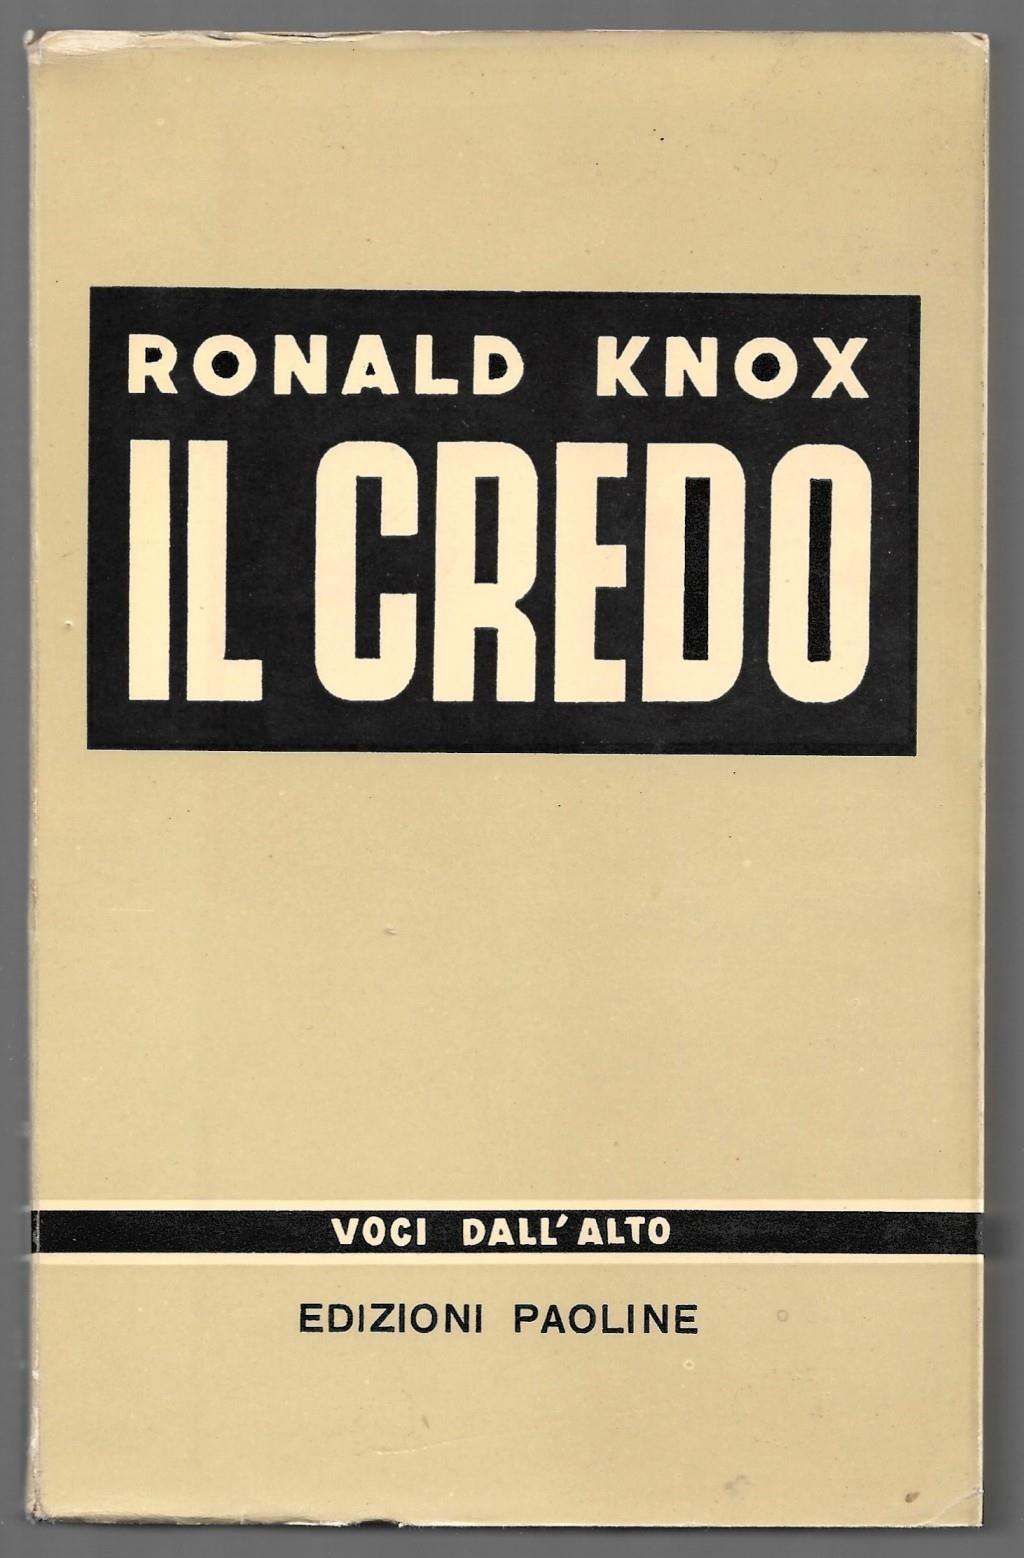 RONALD KNOX
IL CREDO
VOCI DALL'ALTO
EDIZIONI PAOLINE